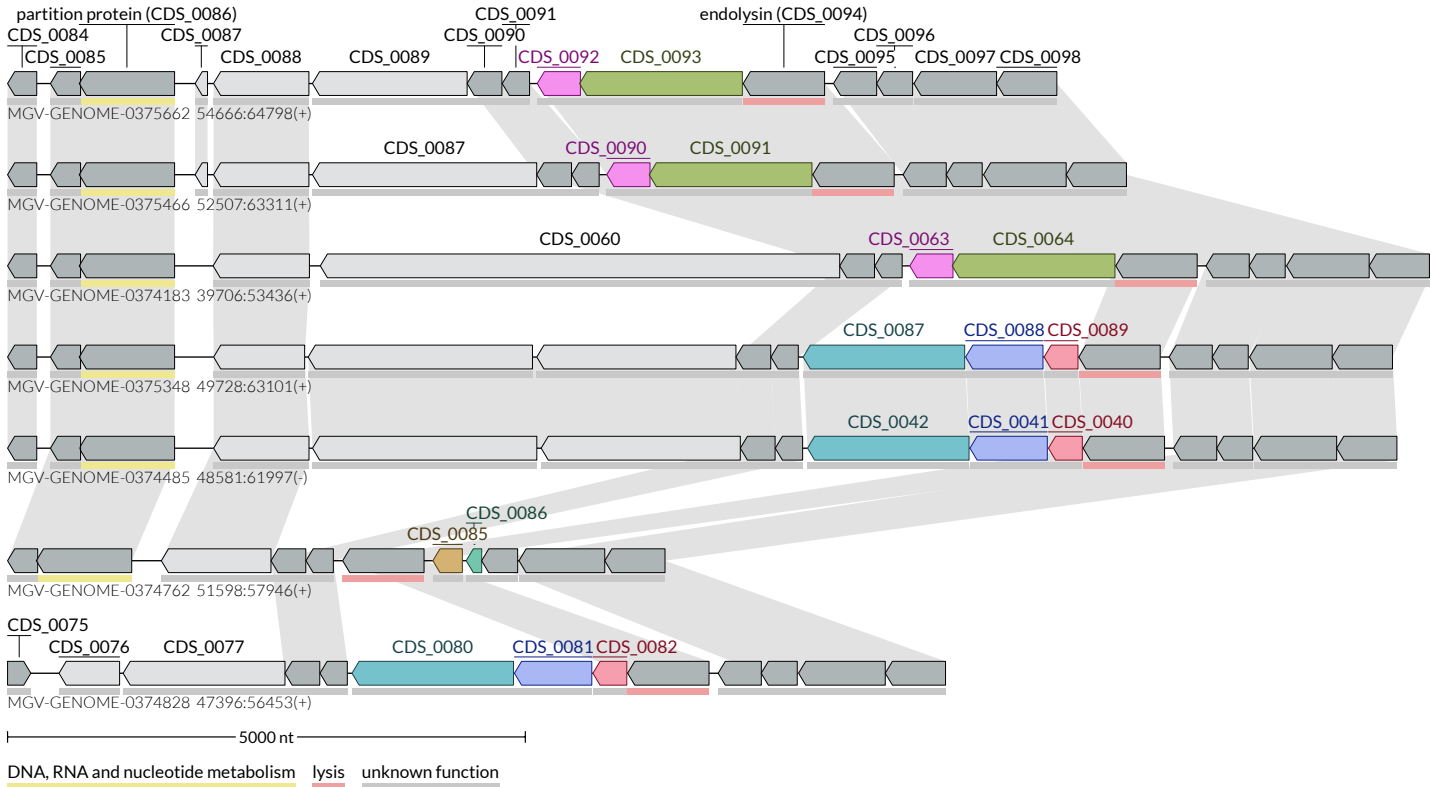 partition protein (CDS_0086) CDS_0091 endolysin (CDS_0094)
CDS_0084 CDS_0087 CDS_0090 CDS_0096
CDS_0085 CDS_0088 CDS_0089 CDS_0092 CDS_0093 CDS_0095 CDS_0097 CDS_0098
MGV-GENOME-0375662 54666:64798(+)
CDS_0087 CDS_0090 CDS_0091
MGV-GENOME-0375466 52507:63311(+)
CDS_0060 CDS_0063 CDS_0064
MGV-GENOME-0374183 39706:53436(+)
CDS_0087 CDS_0088 CDS_0089
MGV-GENOME-0375348 49728:63101(+)
CDS_0042 CDS_0041 CDS_0040
MGV-GENOME-0374485 48581:61997(-)
CDS_0086
CDS_0085
MGV-GENOME-0374762 51598:57946(+)
CDS_0075
CDS_0076 CDS_0077 CDS_0080 CDS_0081 CDS_0082
MGV-GENOME-0374828 47396:56453(+)
5000 nt
DNA, RNA and nucleotide metabolism lysis unknown function